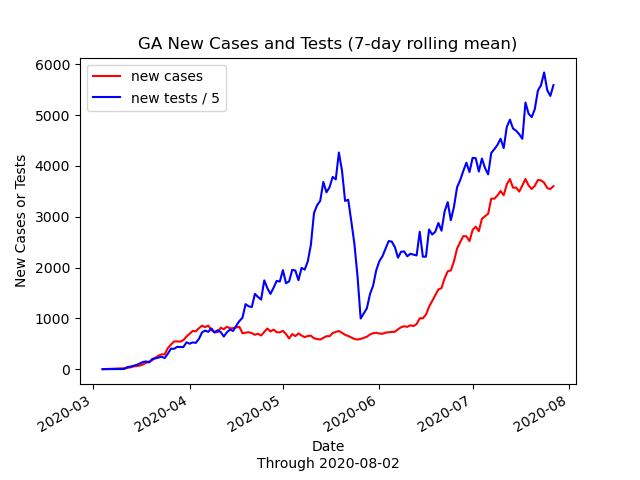 GA New Cases and Tests (7-day rolling mean)
new cases
new tests / 5
New Cases or Tests
6000
5000
4000
3000
2000
1000
0
2020-03
2020-04
2020-05
2020-06
2020-07
2020-08
Date
Through 2020-08-02